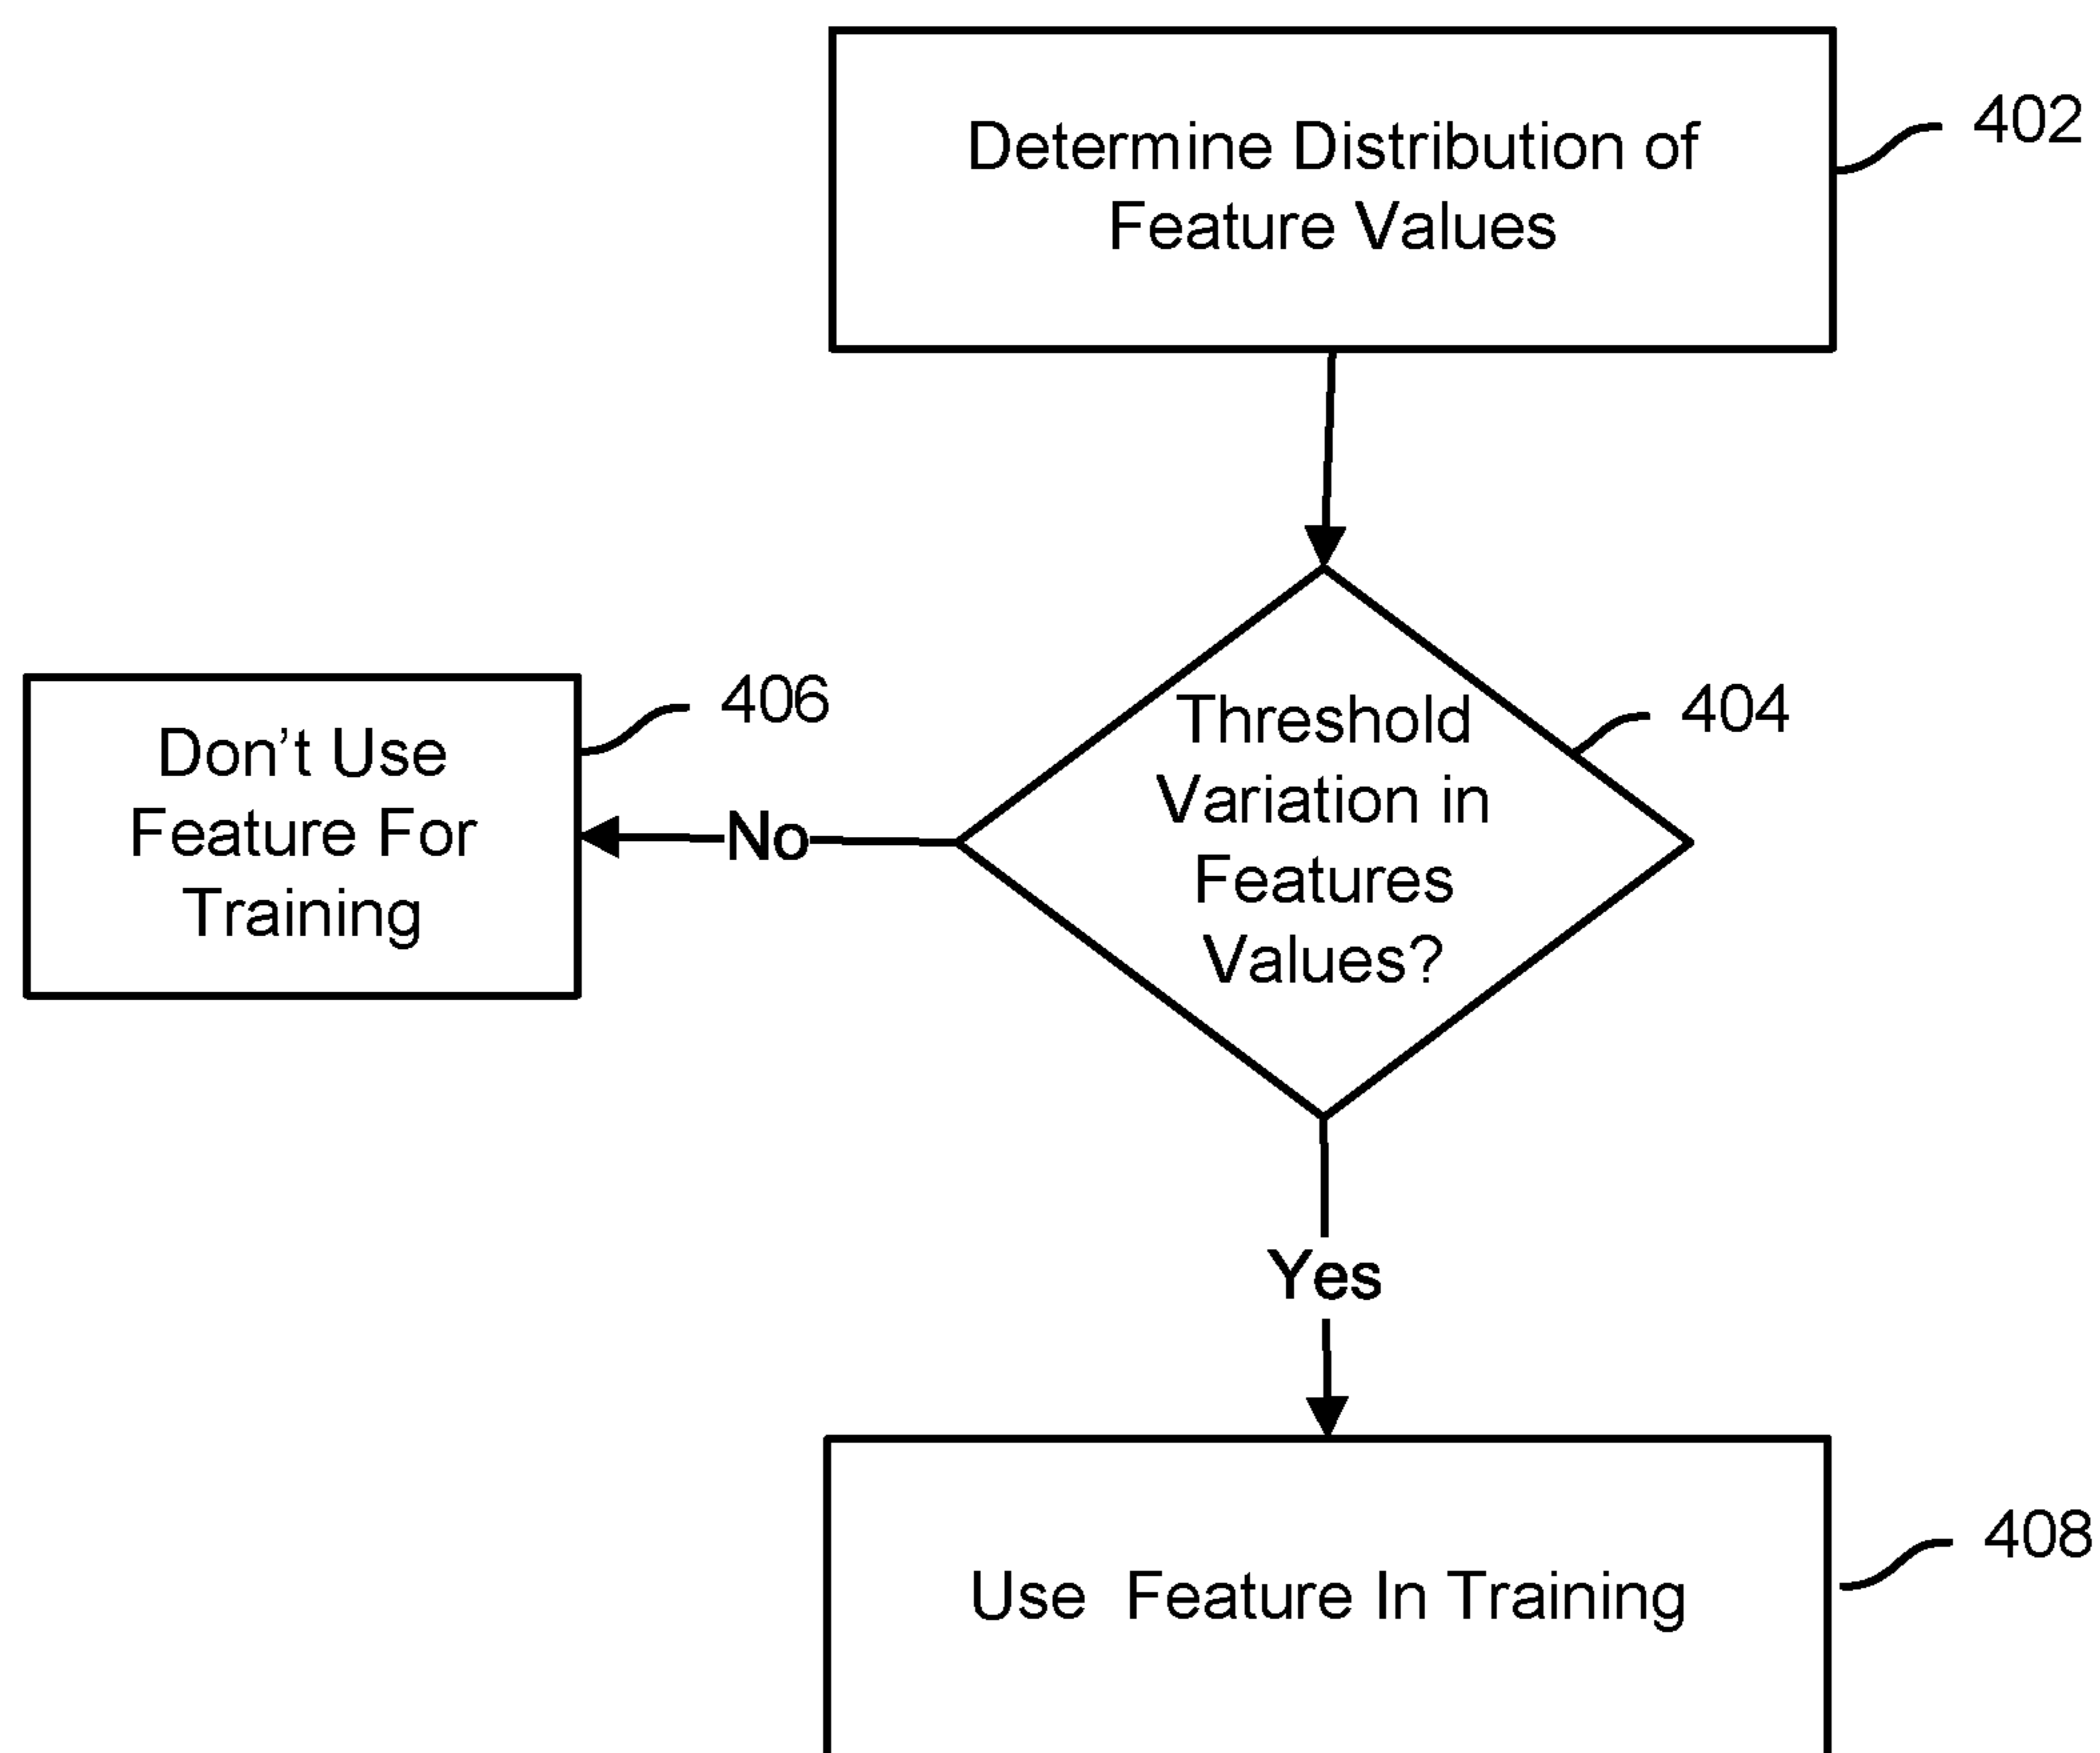 Determine Distribution of
Feature Values
402
Threshold
Variation in
Features
Values?
404
No
406
Don't Use
Feature For
Training
Yes
Use Feature In Training
408